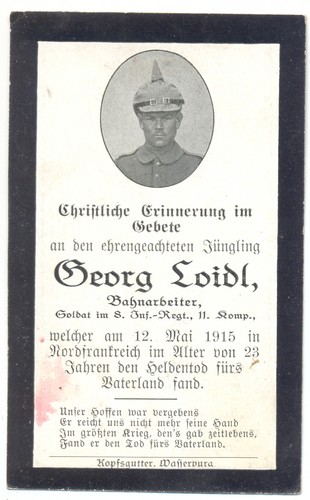 Christliche Erinnerung im
Gebete
an den ehrengeachteten Jüngling
Georg Loidl,
Bahnarbeiter,
Soldat im 8. Inf.-Regt., 11. Komp.,
welcher am 12. Mai 1915 in
Nordfrankreich im Alter von 23
Jahren den Heldentod fürs
Vaterland fand.
Unser Hoffen war vergebens
Er reicht uns nicht mehr seine Hand
Im größten Krieg, den's gab zeitlebens,
Fand er den Tod fürs Vaterland.
Kopfsgutter, Wasserburg